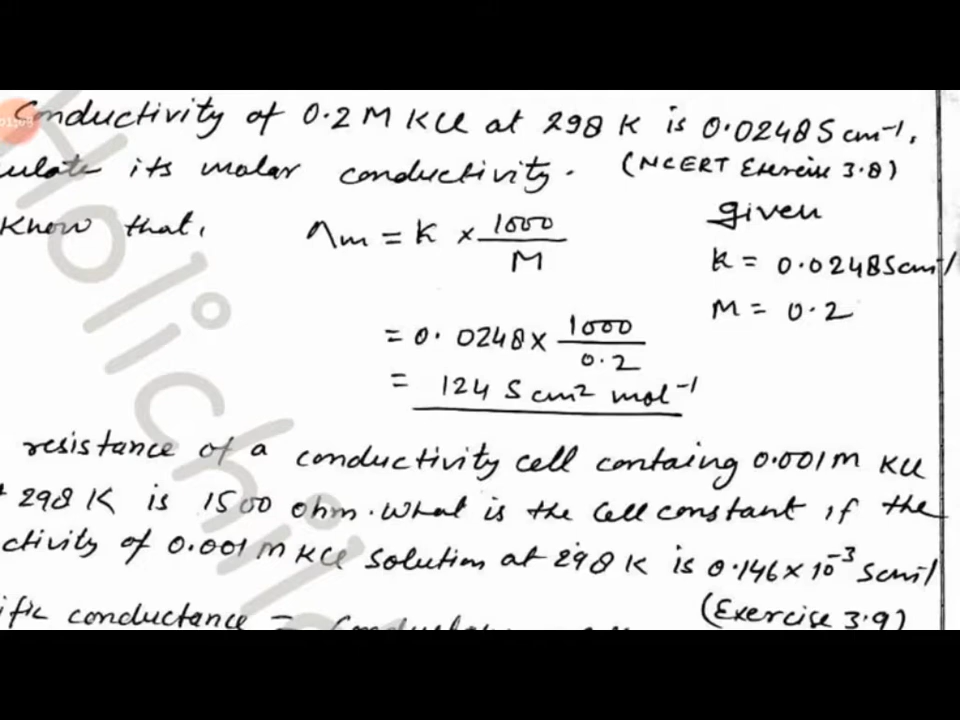 Conductivity of 0.2 M KCl at 298 K is 0.0248 S cm⁻¹.
ulate its molar conductivity. (NCERT Exercise 3.8)
Know that, Λm = K × 1000/M
given
K = 0.0248 S cm⁻¹
M = 0.2
= 0.0248 × 1000/0.2
= 124 S cm² mol⁻¹
resistance of a conductivity cell containg 0.001 M KCl
298 K is 1500 ohm. What is the cell constant if the
ctivity of 0.001 M KCl solution at 298 K is 0.146 × 10⁻³ S cm⁻¹
(Exercise 3.9)
ific conductance =
Holichild